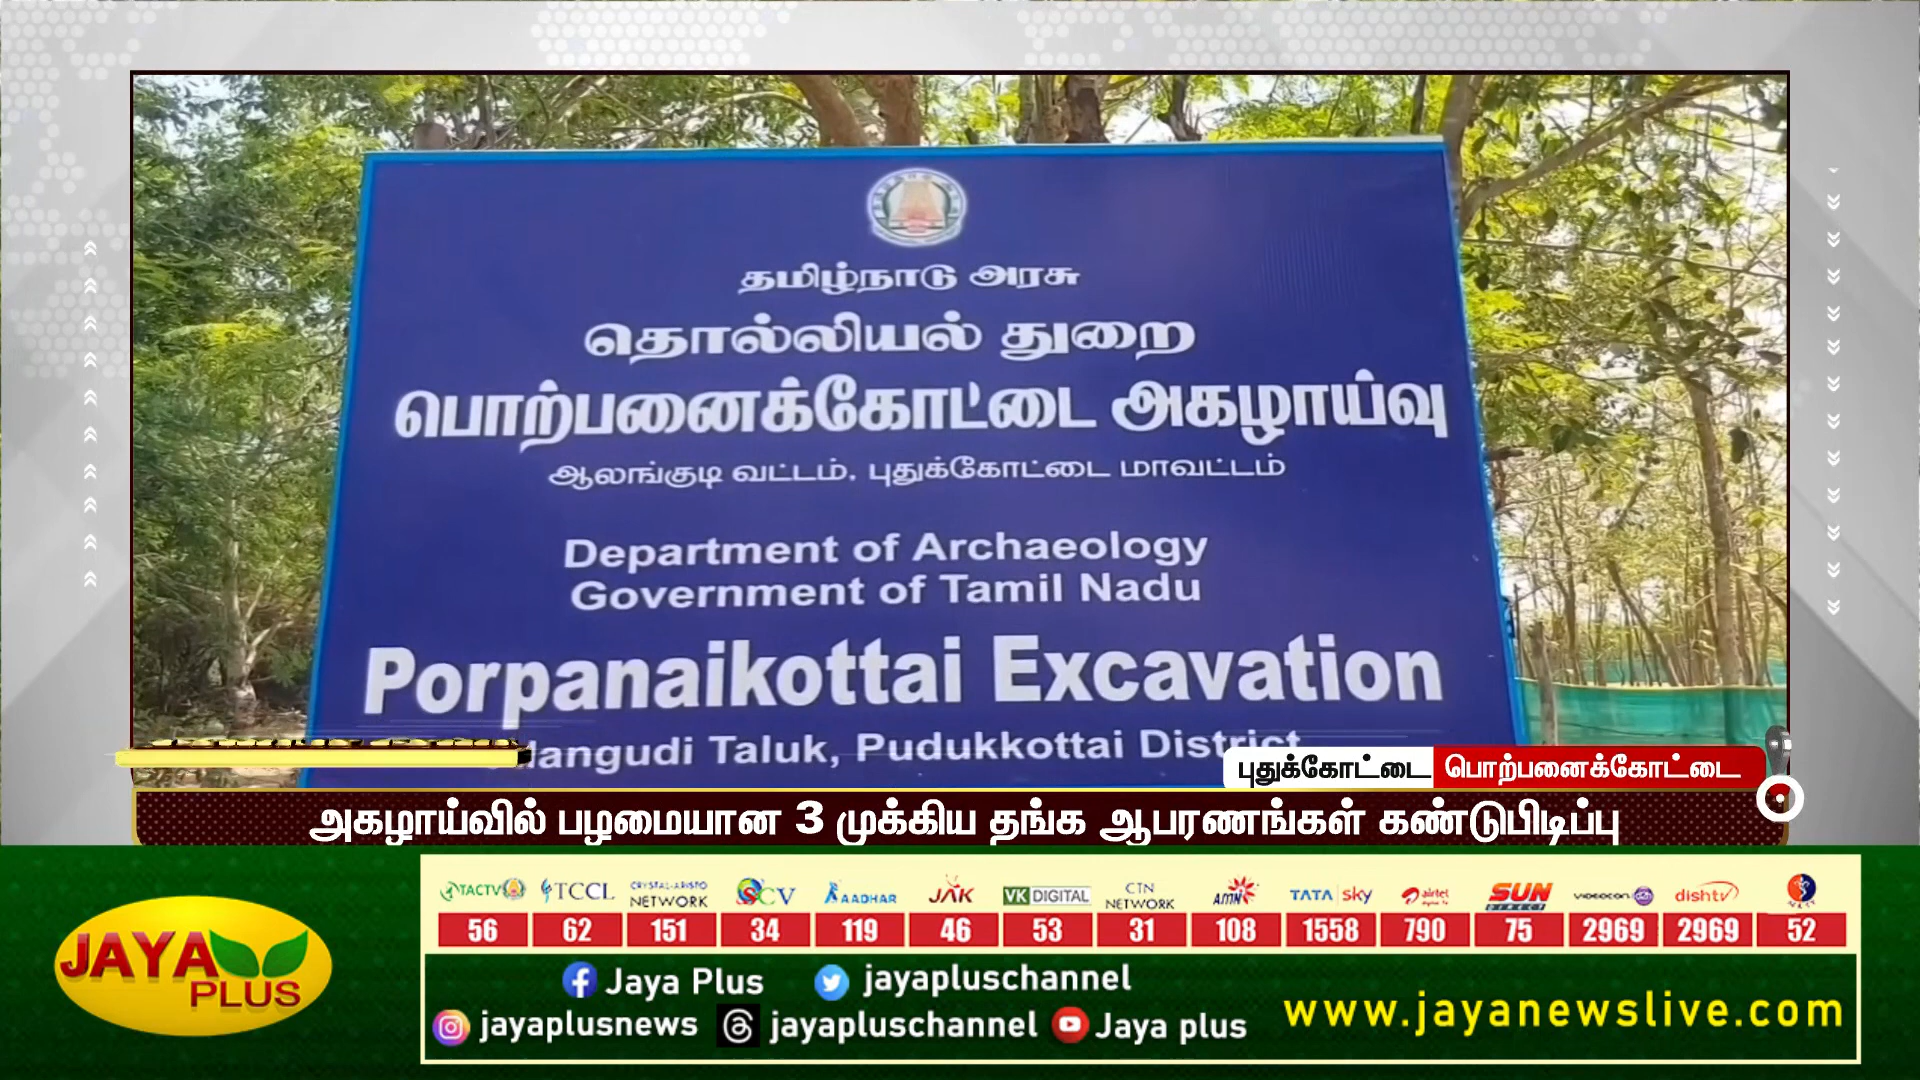 தமிழ்நாடு அரசு
தொல்லியல் துறை
பொற்பனைக்கோட்டை அகழாய்வு
ஆலங்குடி வட்டம், புதுக்கோட்டை மாவட்டம்
Department of Archaeology
Government of Tamil Nadu
Porpanaikottai Excavation
Taluk, Pudukkottai District
புதுக்கோட்டை பொற்பனைக்கோட்டை
அகழாய்வில் பழமையான 3 முக்கிய தங்க ஆபரணங்கள் கண்டுபிடிப்பு
JAYA PLUS
TACTV TCCL CRYSTAL-ARISTO NETWORK SCV AADHAR JAK VK DIGITAL CTN NETWORK AMN TATA sky airtel digital TV SUN DIRECT VIDEOCON dishtv
56 62 151 34 119 46 53 31 108 1558 790 75 2969 2969 52
Jaya Plus jayapluschannel
jayaplusnews jayapluschannel Jaya plus
www.jayanewslive.com